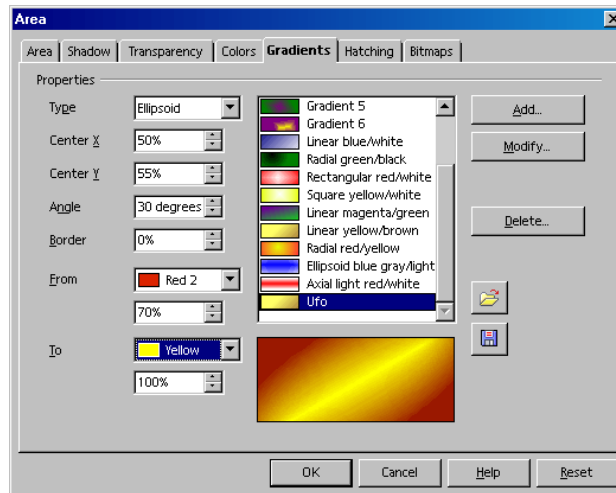 Area
Area Shadow Transparency Colors Gradients Hatching Bitmaps
Properties
Type Ellipsoid
Center X 50%
Center Y 55%
Angle 30 degrees
Border 0%
From Red 2
70%
To Yellow
100%
Gradient 5
Gradient 6
Linear blue/white
Radial green/black
Rectangular red/white
Square yellow/white
Linear magenta/green
Linear yellow/brown
Radial red/yellow
Ellipsoid blue gray/light
Axial light red/white
Ufo
Add...
Modify...
Delete...
OK Cancel Help Reset